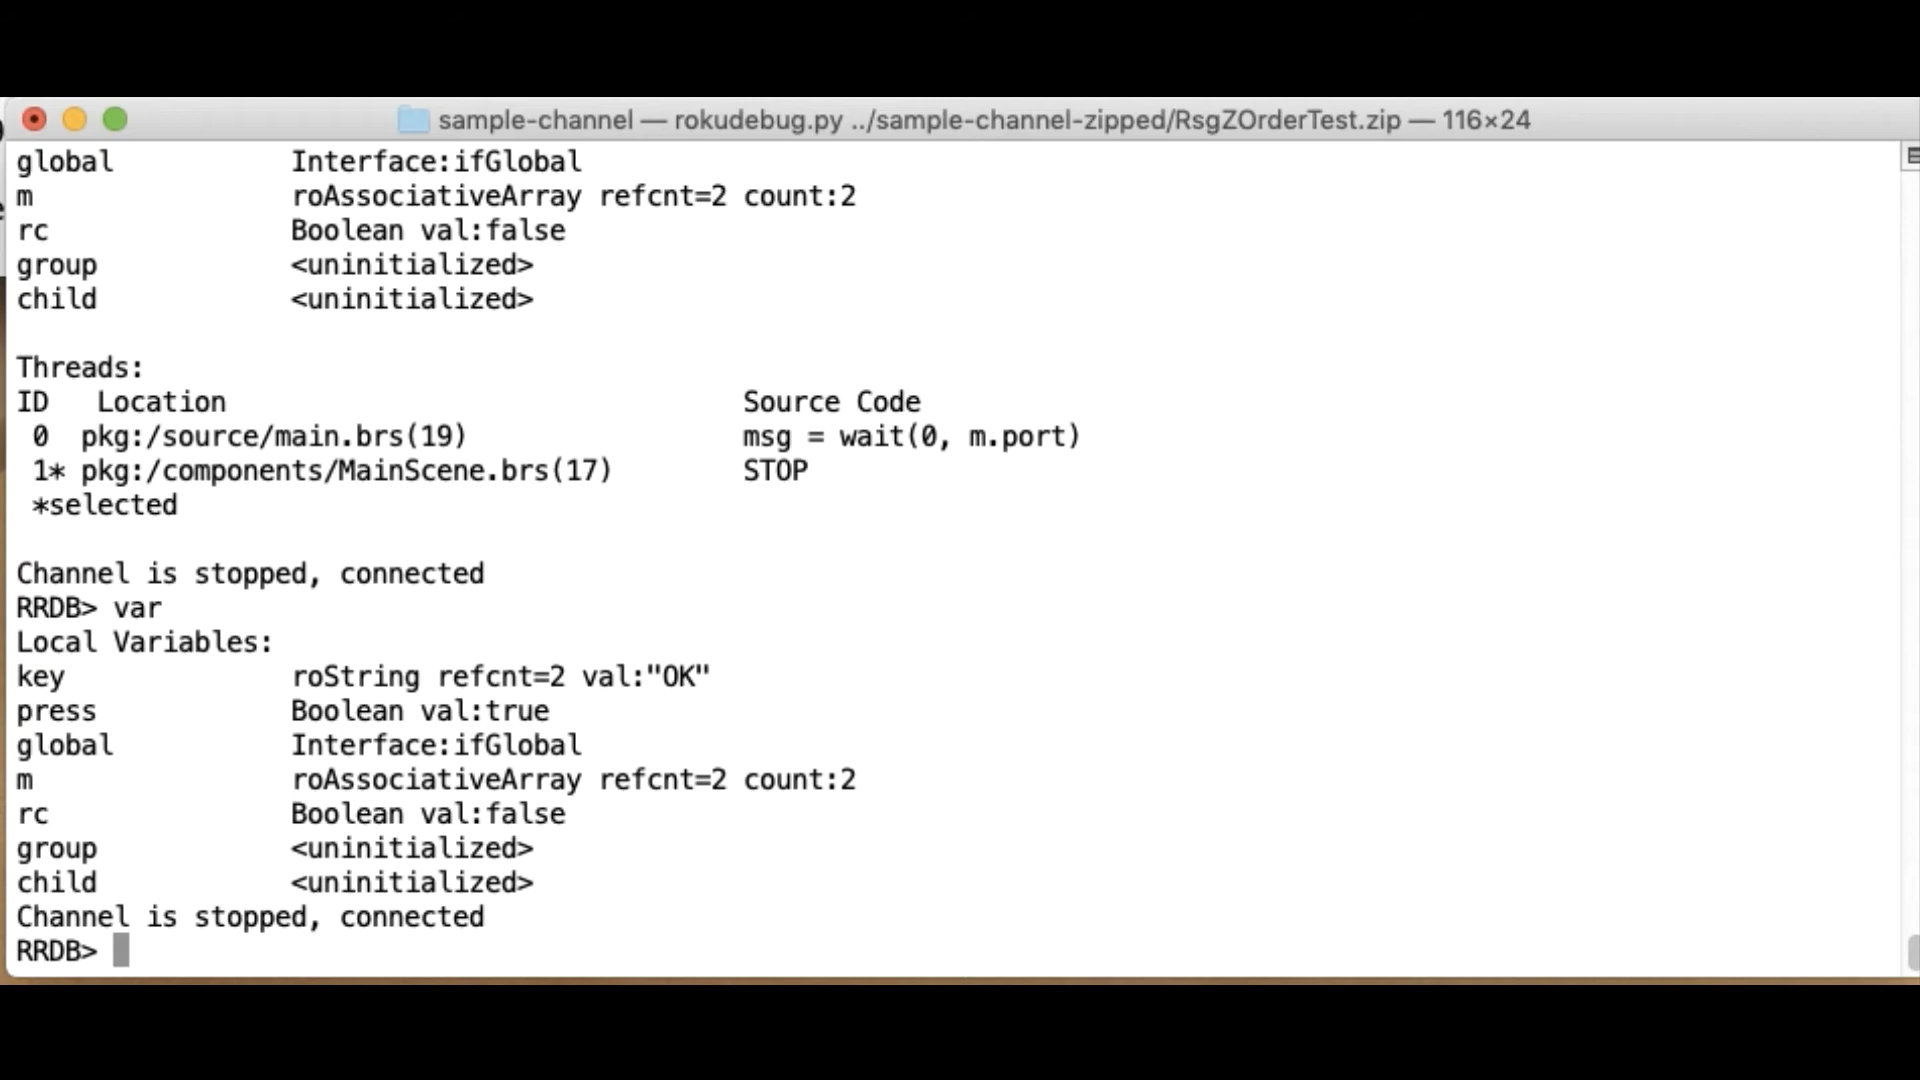 sample-channel — rokudebug.py ../sample-channel-zipped/RsgZOrderTest.zip — 116×24
global Interface:ifGlobal
m roAssociativeArray refcnt=2 count:2
rc Boolean val:false
group <uninitialized>
child <uninitialized>
Threads:
ID Location Source Code
0 pkg:/source/main.brs(19) msg = wait(0, m.port)
1* pkg:/components/MainScene.brs(17) STOP
*selected
Channel is stopped, connected
RRDB> var
Local Variables:
key roString refcnt=2 val:"OK"
press Boolean val:true
global Interface:ifGlobal
m roAssociativeArray refcnt=2 count:2
rc Boolean val:false
group <uninitialized>
child <uninitialized>
Channel is stopped, connected
RRDB>